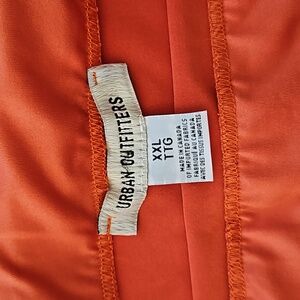 URBAN OUTFITTERS
XXL
TTG
MADE IN CANADA
OF IMPORTED FABRICS
FABRIQUÉ AU CANADA
AVEC DES TISSUS IMPORTÉS